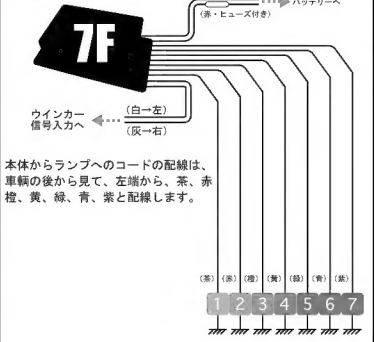 バッテリーへ
(赤・ヒューズ付き)
7F
ウインカー
信号入力へ
(白→左)
(灰→右)
本体からランプへのコードの配線は、
車輌の後から見て、左端から、茶、赤
橙、黄、緑、青、紫と配線します。
(茶) (赤) (橙) (黄) (緑) (青) (紫)
1 2 3 4 5 6 7